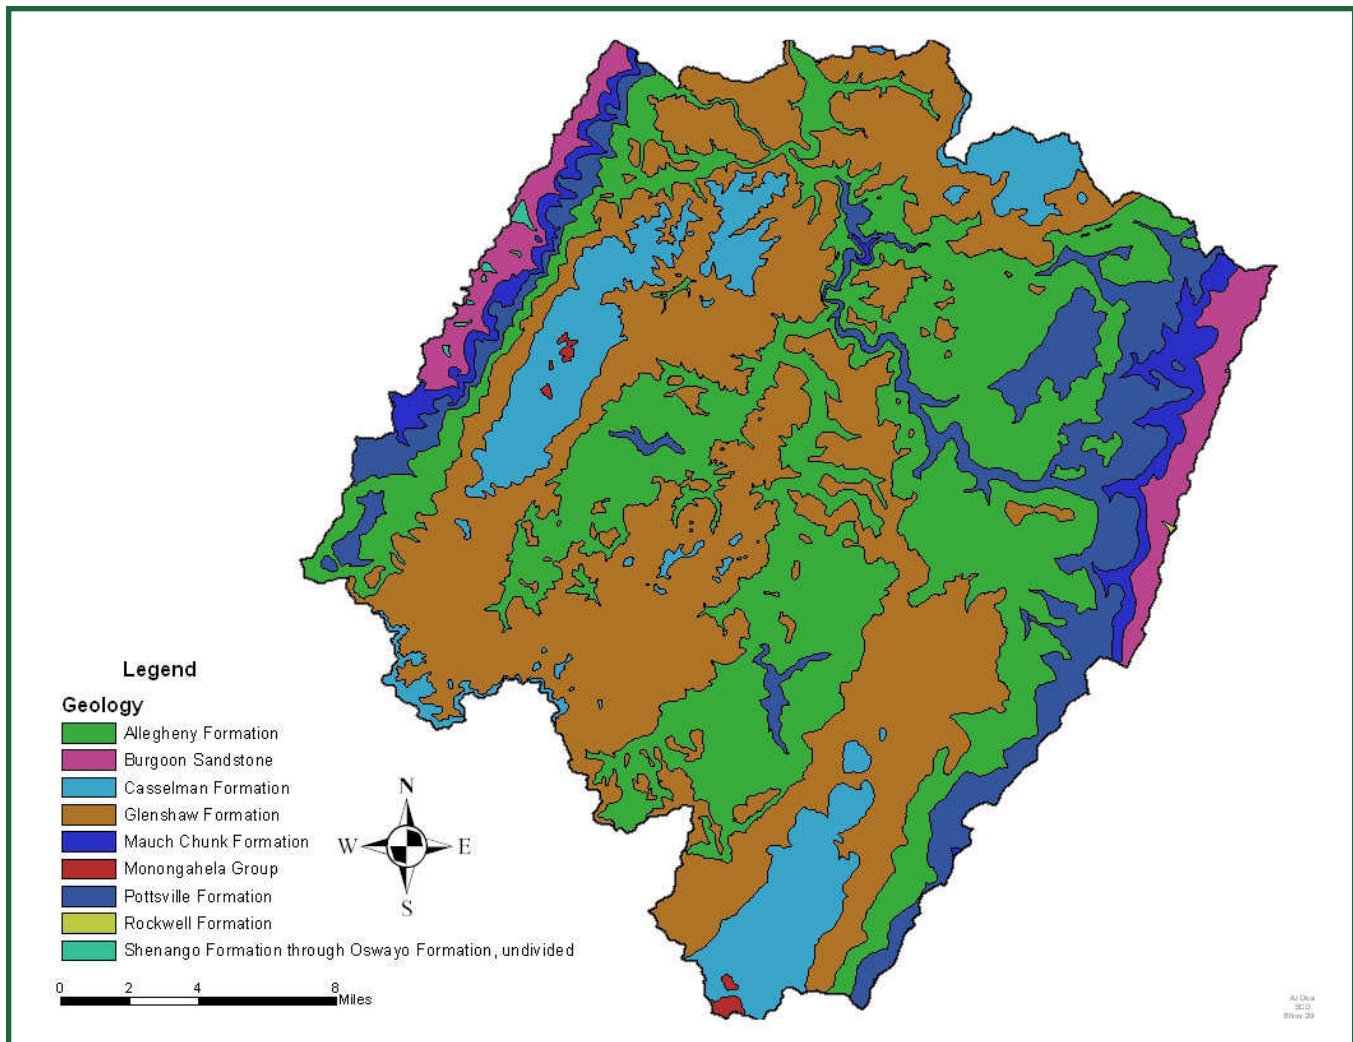 Legend
Geology
Allegheny Formation
Burgoon Sandstone
Casselman Formation
Glenshaw Formation
Mauch Chunk Formation
Monongahela Group
Pottsville Formation
Rockwell Formation
Shenango Formation through Oswayo Formation, undivided
N
W E
S
0 2 4 8
Miles